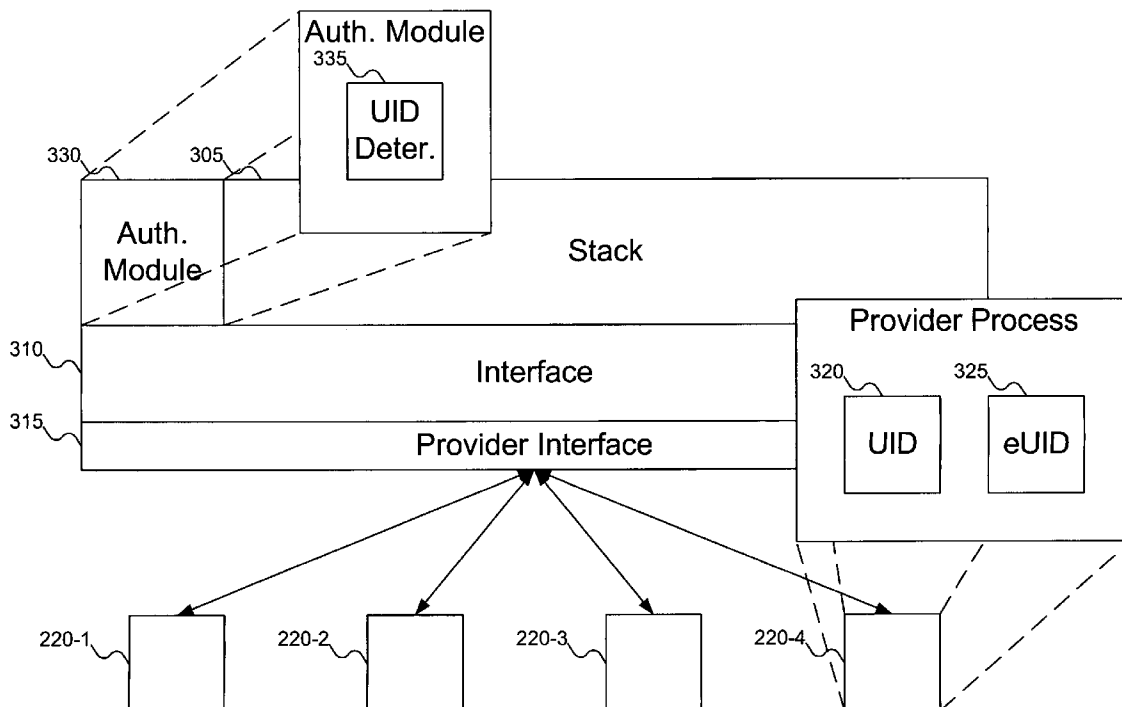 Auth. Module
335
UID
Deter.
330
305
Auth.
Module
Stack
Provider Process
310
Interface
320
325
315
Provider Interface
UID
eUID
220-1
220-2
220-3
220-4